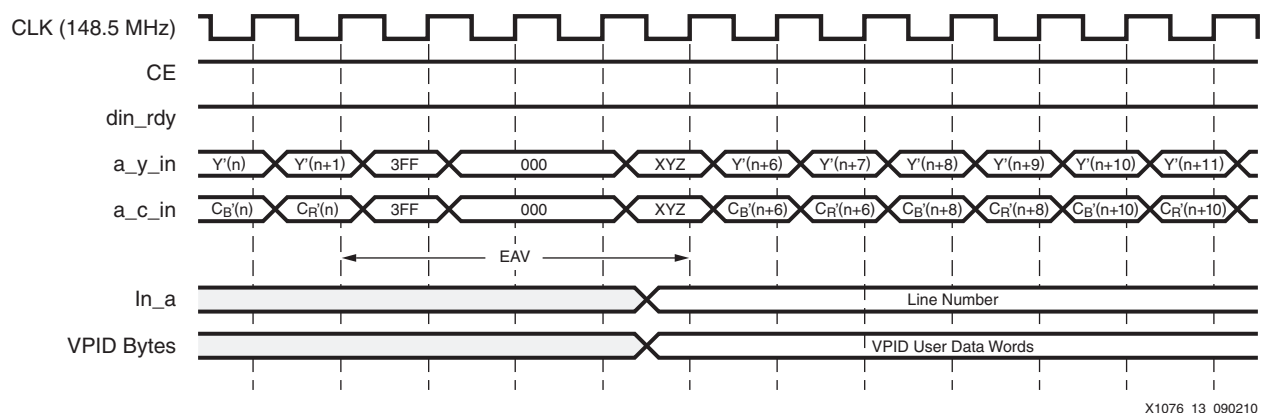 CLK (148.5 MHz)
CE
din_rdy
a_y_in Y'(n) Y'(n+1) 3FF 000 XYZ Y'(n+6) Y'(n+7) Y'(n+8) Y'(n+9) Y'(n+10) Y'(n+11)
a_c_in CB'(n) CR'(n) 3FF 000 XYZ CB'(n+6) CR'(n+6) CB'(n+8) CR'(n+8) CB'(n+10) CR'(n+10)
EAV
ln_a Line Number
VPID Bytes VPID User Data Words
X1076_13_090210